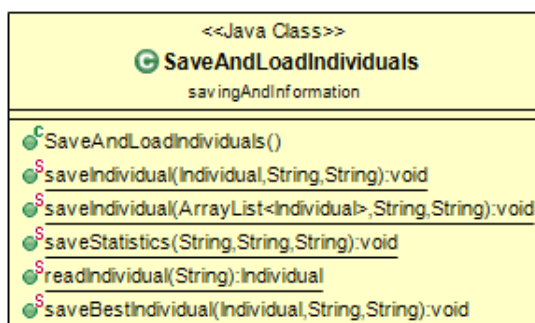 <<Java Class>>
SaveAndLoadIndividuals
savingAndInformation
SaveAndLoadIndividuals()
saveIndividual(Individual,String,String):void
saveIndividual(ArrayList<Individual>,String,String):void
saveStatistics(String,String,String):void
readIndividual(String):Individual
saveBestIndividual(Individual,String,String):void